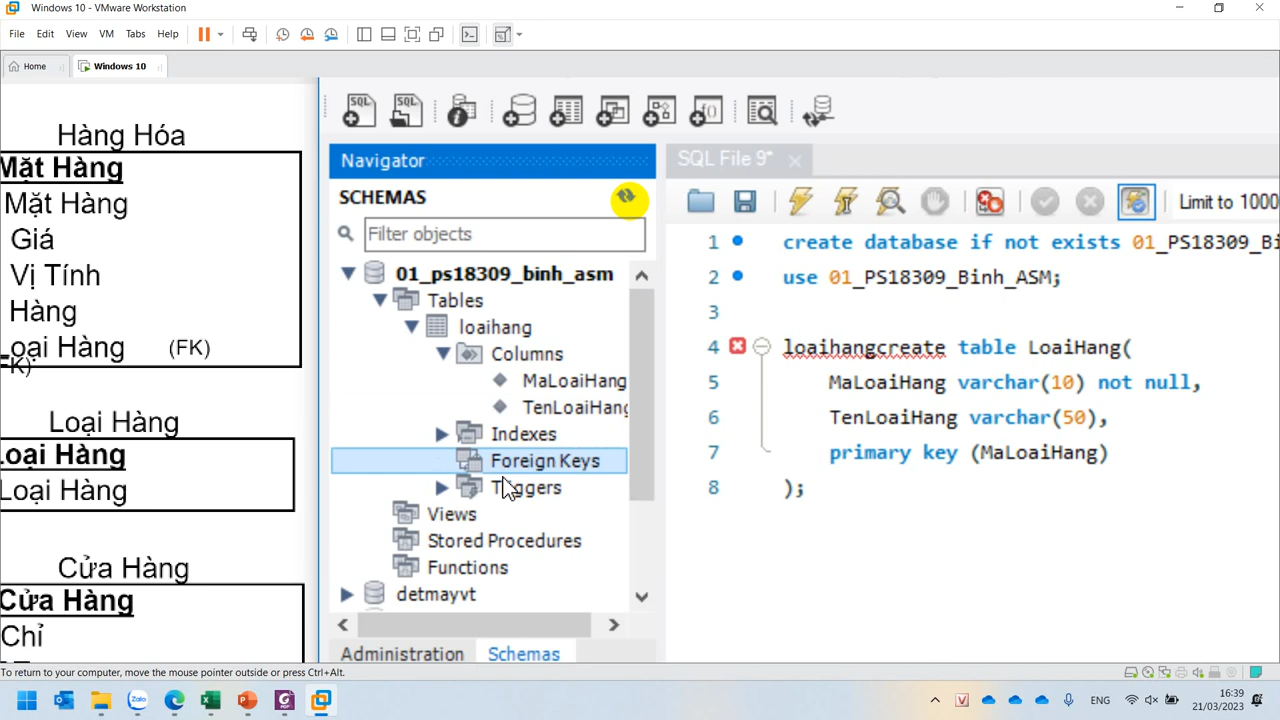 Windows 10 - VMware Workstation
File Edit View VM Tabs Help
Home Windows 10
Hàng Hóa
Mặt Hàng
Mặt Hàng
Giá
Vị Tính
Hàng
oại Hàng (FK)
FK)
Loại Hàng
oại Hàng
Loại Hàng
Cửa Hàng
Cửa Hàng
Chỉ
SQL SQL
Navigator
SCHEMAS
Filter objects
01_ps18309_binh_asm
Tables
loaihang
Columns
MaLoaiHang
TenLoaiHang
Indexes
Foreign Keys
Triggers
Views
Stored Procedures
Functions
detmayvt
Administration Schemas
SQL File 9*
Limit to 1000
1 create database if not exists 01_PS18309_Bi
2 use 01_PS18309_Binh_ASM;
3
4 loaihangcreate table LoaiHang(
5 MaLoaiHang varchar(10) not null,
6 TenLoaiHang varchar(50),
7 primary key (MaLoaiHang)
8 );
To return to your computer, move the mouse pointer outside or press Ctrl+Alt.
Zalo
ENG
16:39
21/03/2023